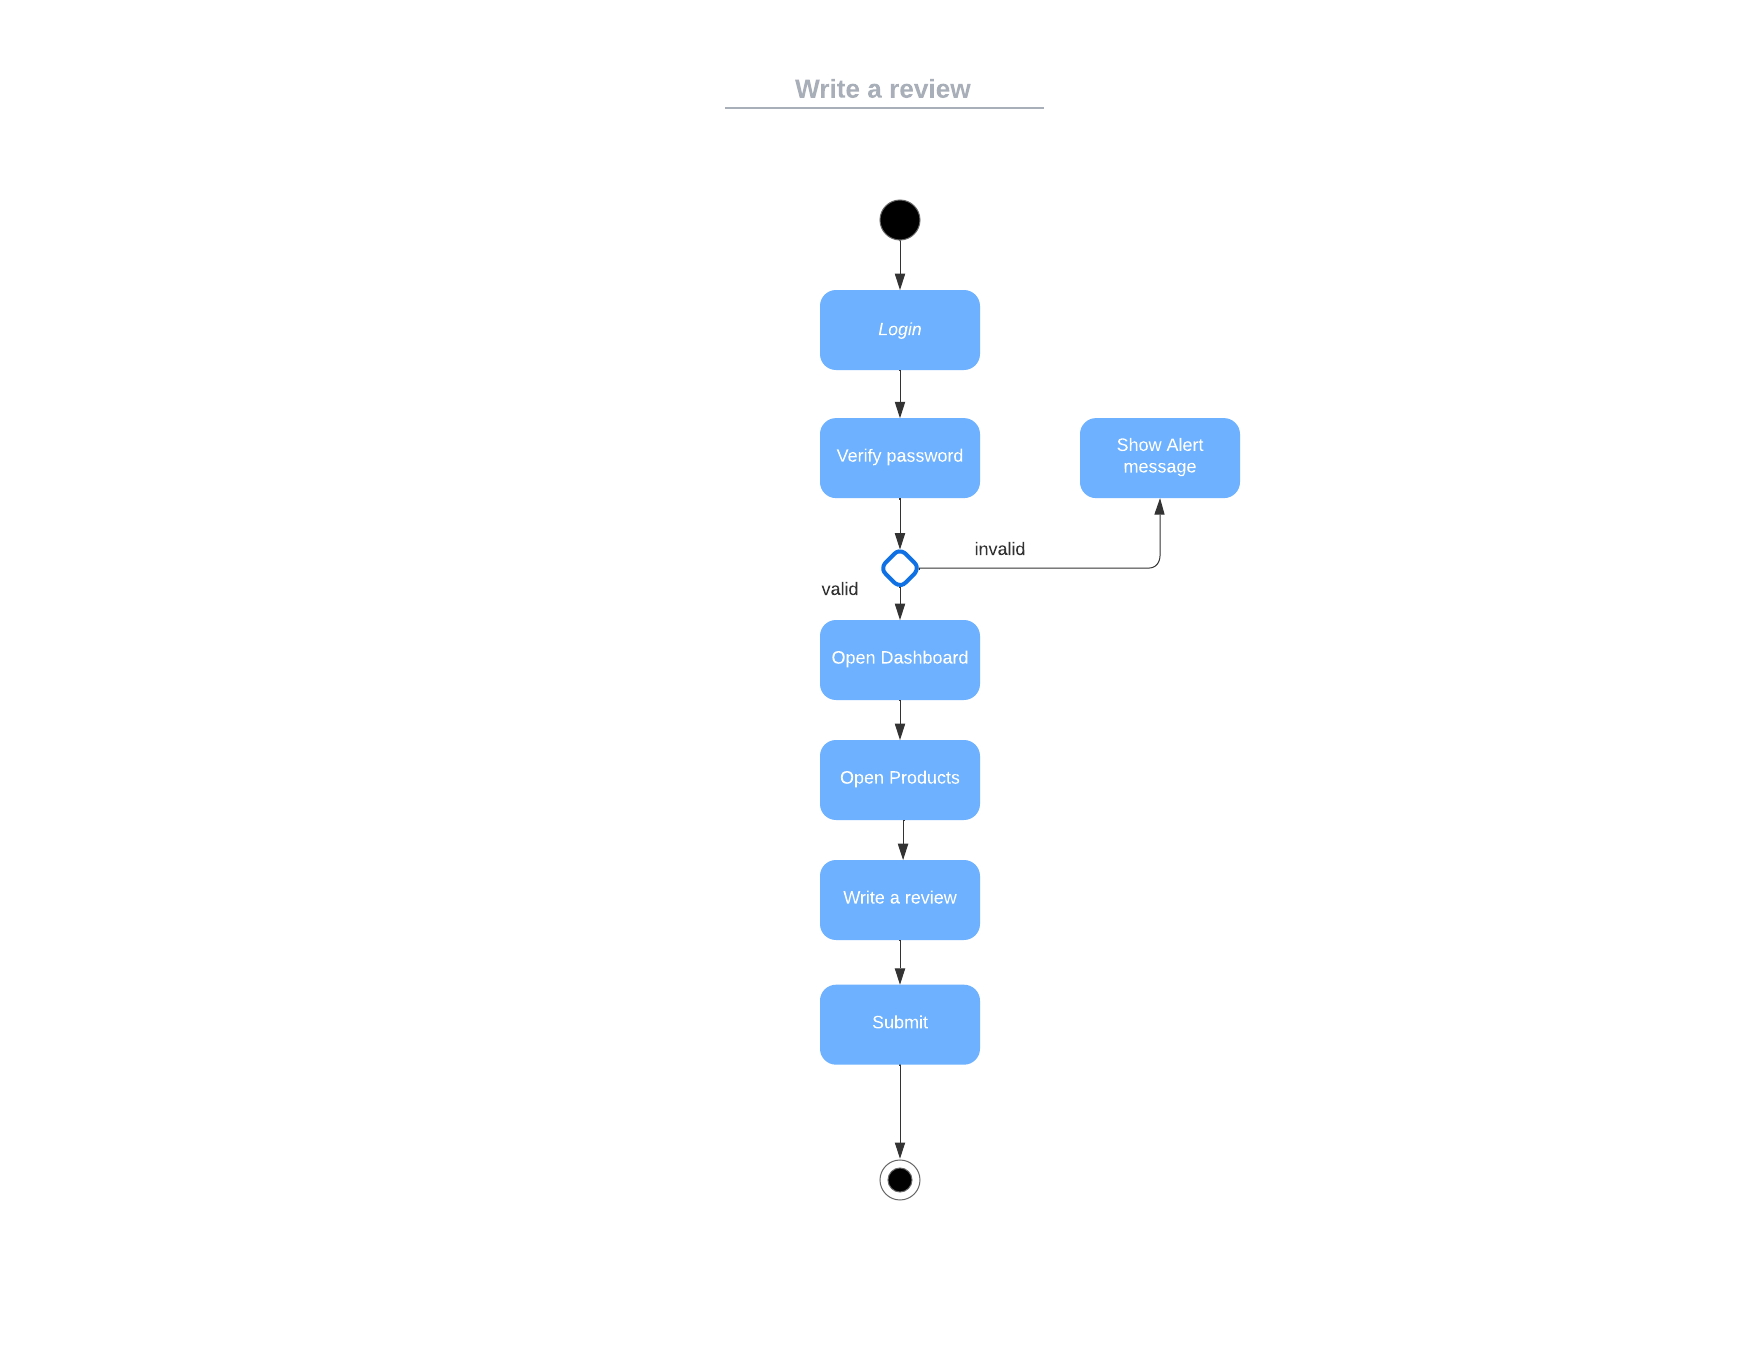 Write a review
Login
Verify password
Show Alert
message
invalid
valid
Open Dashboard
Open Products
Write a review
Submit